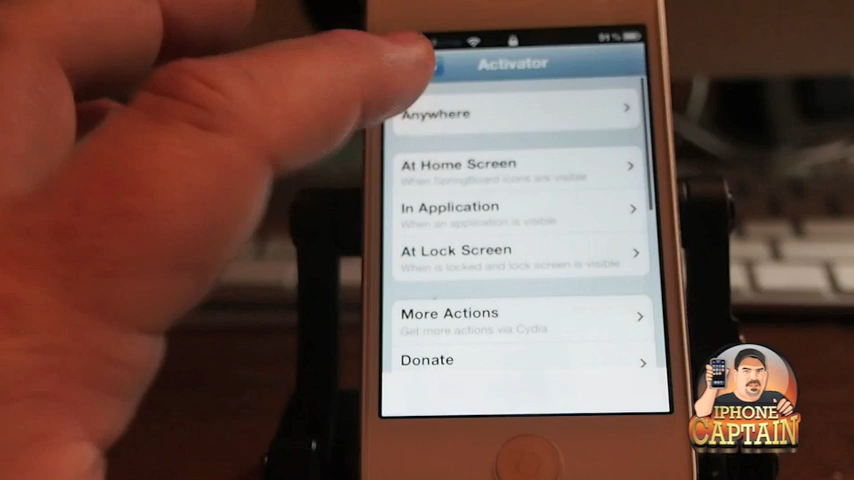 91 %
Activator
Anywhere
At Home Screen
When SpringBoard icons are visible
In Application
When an application is visible
At Lock Screen
When is locked and lock screen is visible
More Actions
Get more actions via Cydia
Donate
IPHONE
CAPTAIN